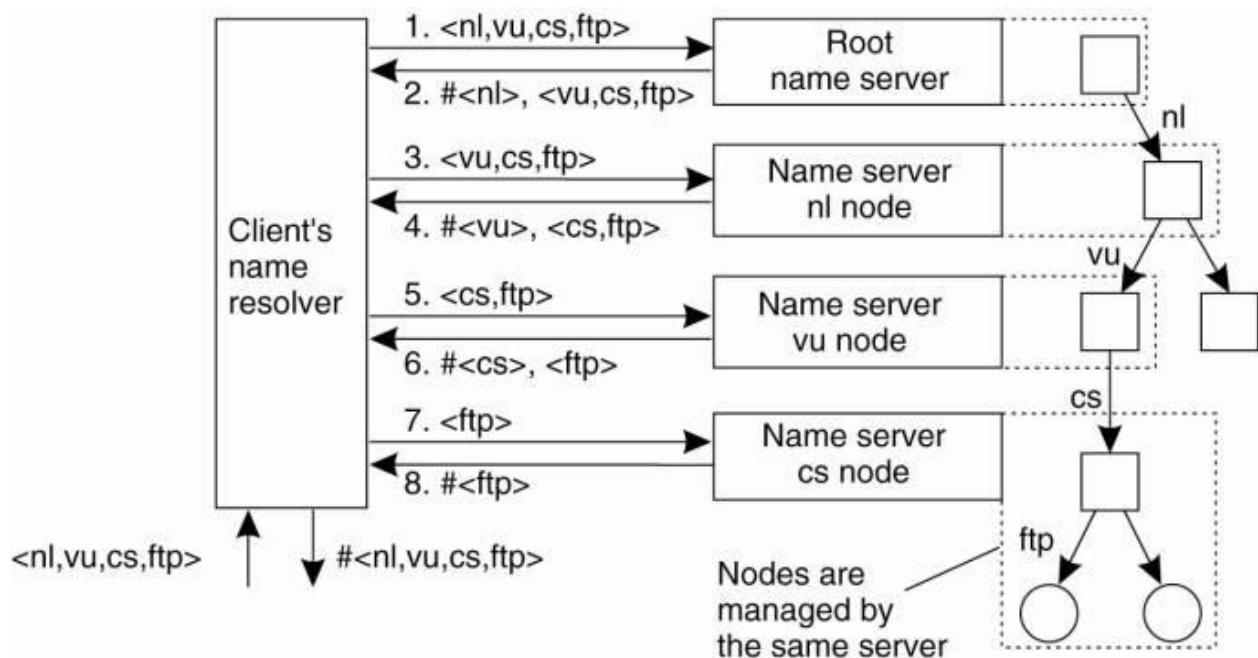 1. <nl,vu,cs,ftp>
2. #<nl>, <vu,cs,ftp>
Root
name server
nl
3. <vu,cs,ftp>
4. #<vu>, <cs,ftp>
Name server
nl node
vu
Client's
name
resolver
5. <cs,ftp>
6. #<cs>, <ftp>
Name server
vu node
cs
7. <ftp>
8. #<ftp>
Name server
cs node
ftp
<nl,vu,cs,ftp>
#<nl,vu,cs,ftp>
Nodes are
managed by
the same server